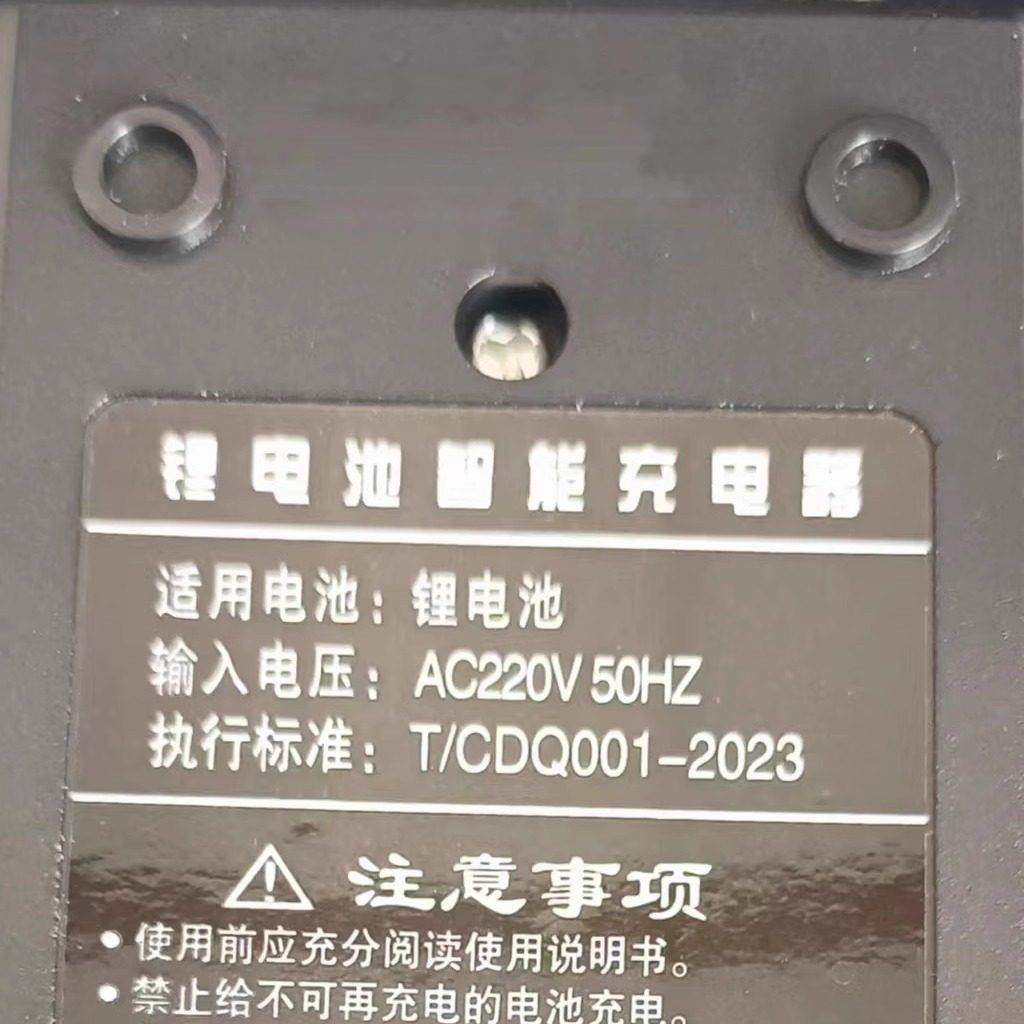 锂电池智能充电器
适用电池：锂电池
输入电压：AC220V 50HZ
执行标准：T/CDQ001-2023
注意事项
• 使用前应充分阅读使用说明书。
• 禁止给不可再充电的电池充电。